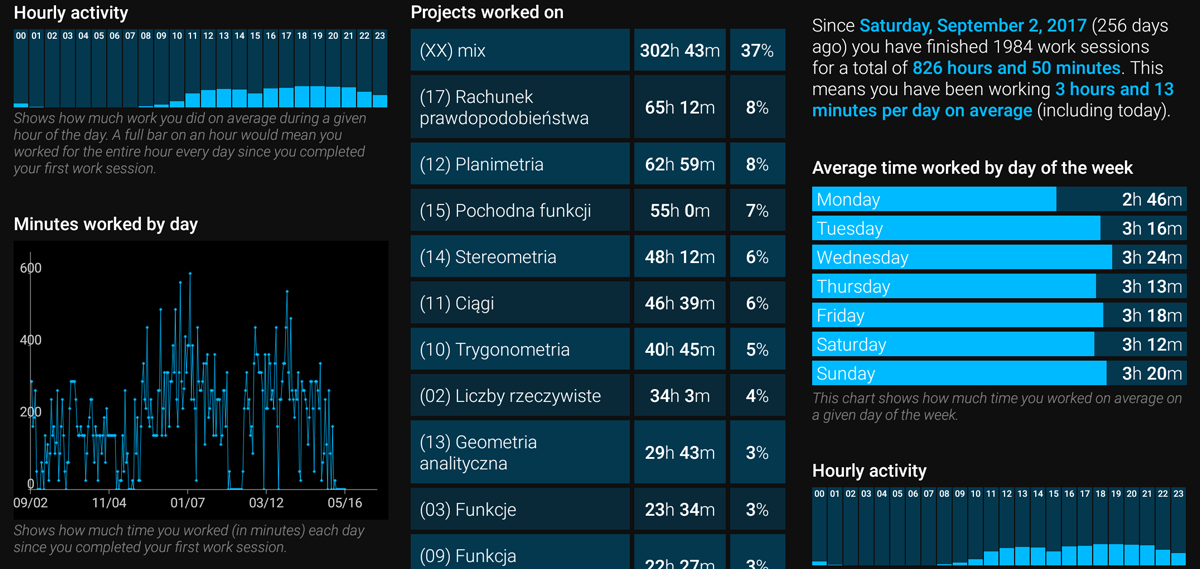 Hourly activity
00 01 02 03 04 05 06 07 08 09 10 11 12 13 14 15 16 17 18 19 20 21 22 23
Shows how much work you did on average during a given
hour of the day. A full bar on an hour would mean you
worked for the entire hour every day since you completed
your first work session.
Minutes worked by day
600
400
200
0
09/02 11/04 01/07 03/12 05/16
Shows how much time you worked (in minutes) each day
since you completed your first work session.
Projects worked on
(XX) mix 302h 43m 37%
(17) Rachunek
prawdopodobieństwa 65h 12m 8%
(12) Planimetria 62h 59m 8%
(15) Pochodna funkcji 55h 0m 7%
(14) Stereometria 48h 12m 6%
(11) Ciągi 46h 39m 6%
(10) Trygonometria 40h 45m 5%
(02) Liczby rzeczywiste 34h 3m 4%
(13) Geometria
analityczna 29h 43m 3%
(03) Funkcje 23h 34m 3%
(09) Funkcja
22h 27m 3%
Since Saturday, September 2, 2017 (256 days
ago) you have finished 1984 work sessions
for a total of 826 hours and 50 minutes. This
means you have been working 3 hours and 13
minutes per day on average (including today).
Average time worked by day of the week
Monday 2h 46m
Tuesday 3h 16m
Wednesday 3h 24m
Thursday 3h 13m
Friday 3h 18m
Saturday 3h 12m
Sunday 3h 20m
This chart shows how much time you worked on average on
a given day of the week.
Hourly activity
00 01 02 03 04 05 06 07 08 09 10 11 12 13 14 15 16 17 18 19 20 21 22 23